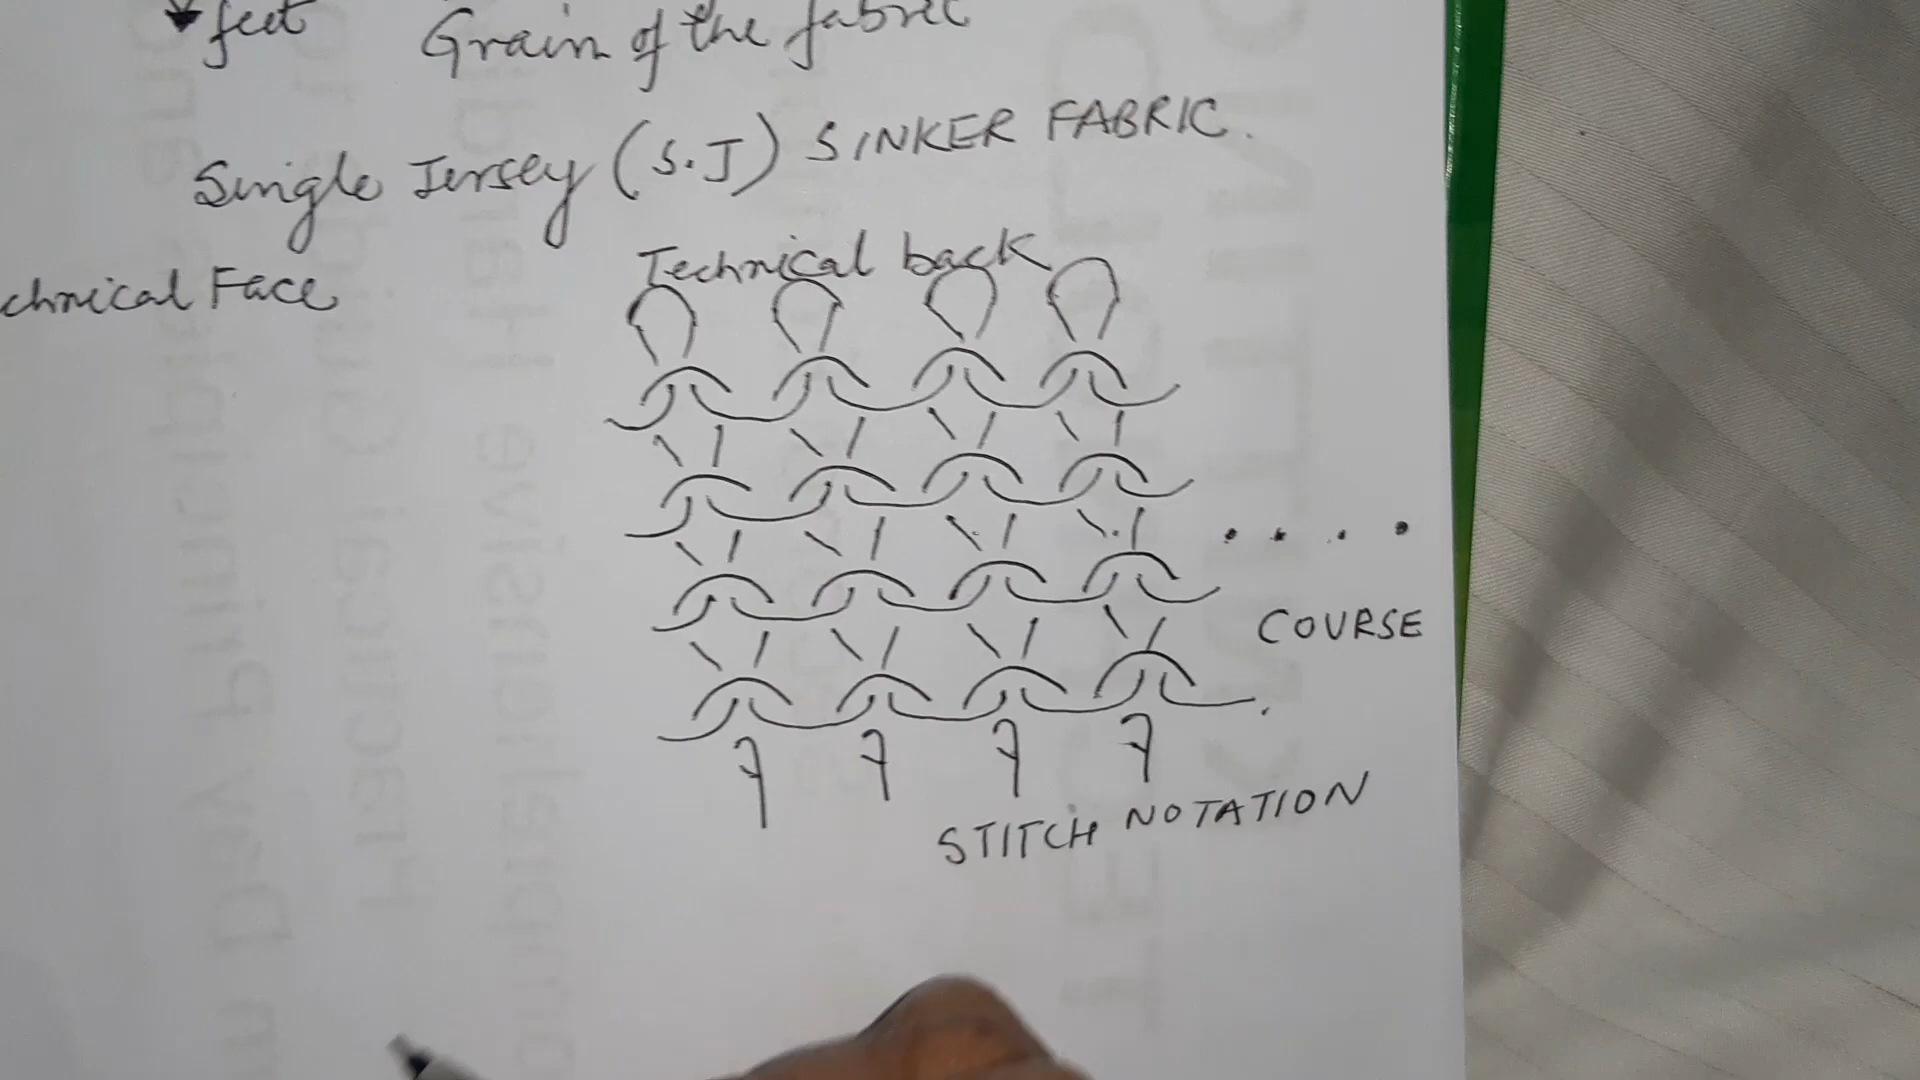 feet Grain of the fabric
Single Jersey (S.J) SINKER FABRIC.
chnical Face
Technical back
COURSE
STITCH NOTATION